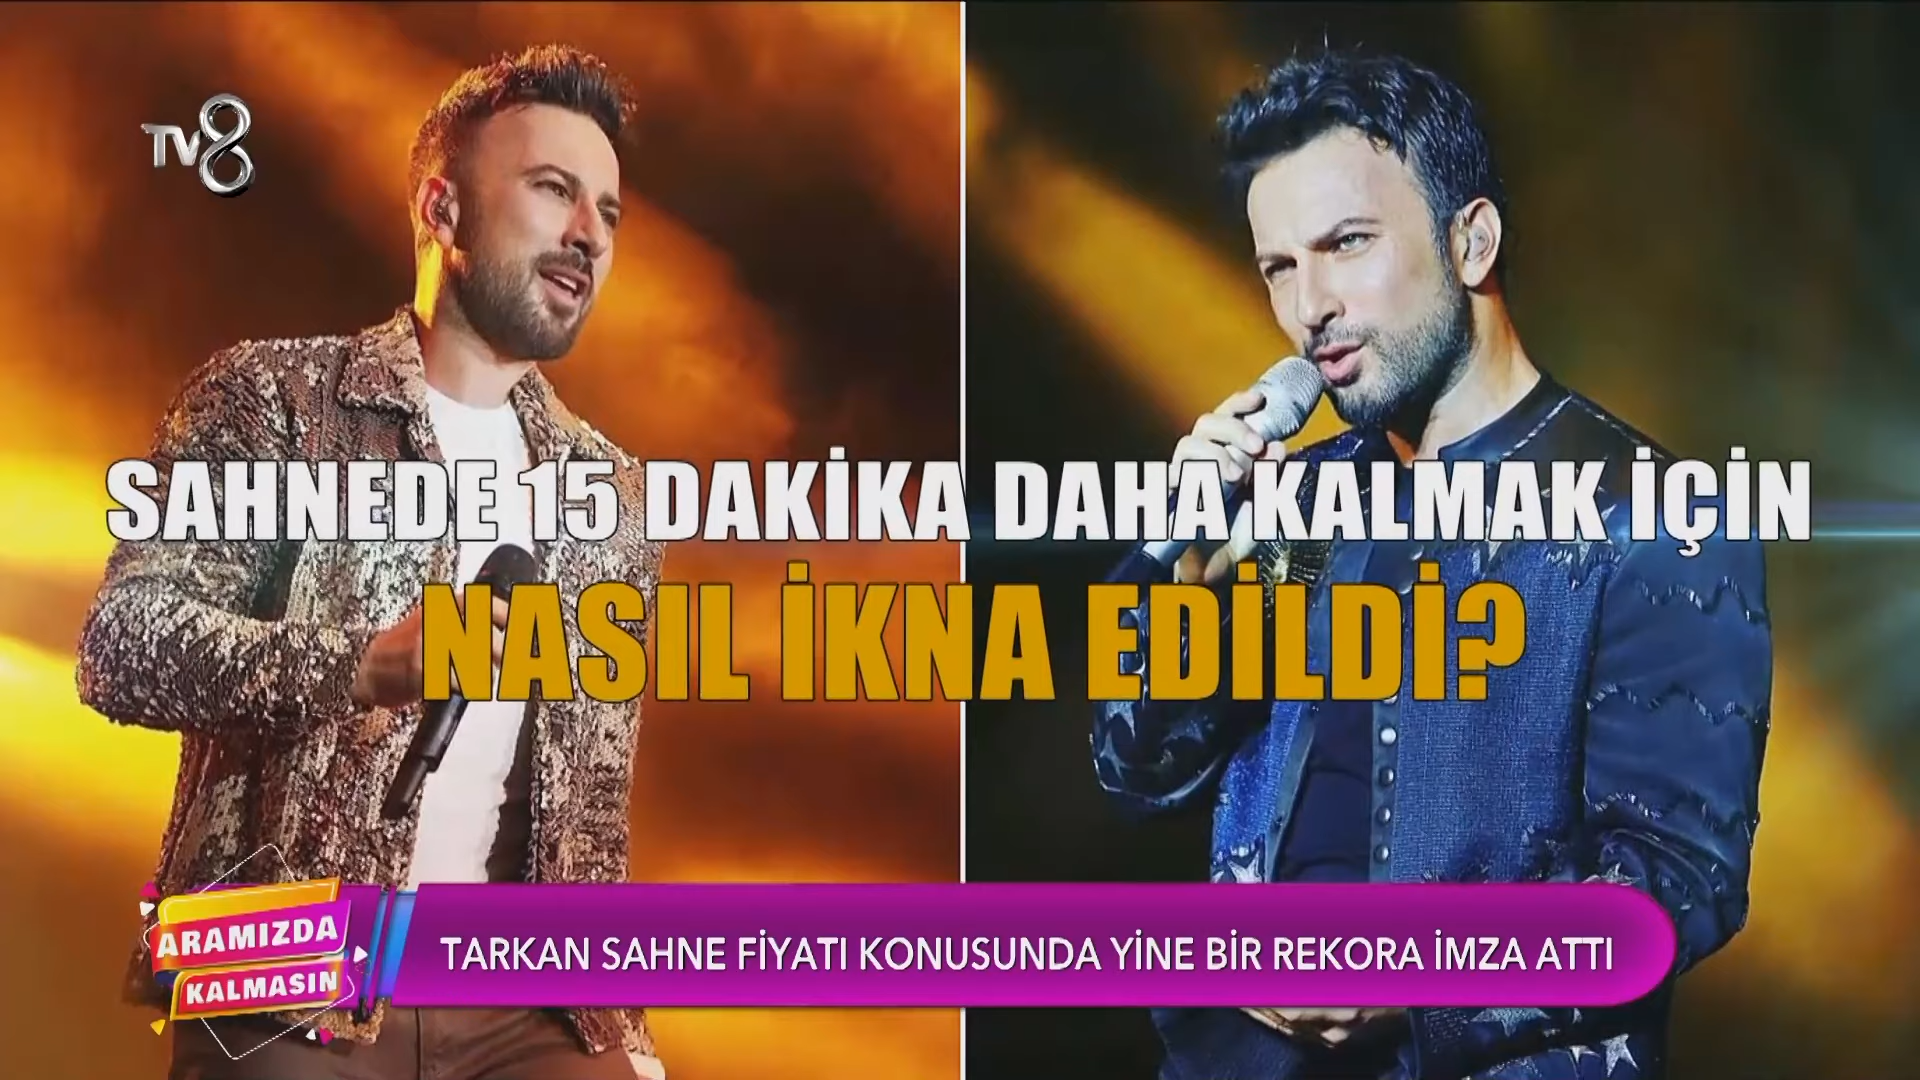 TV8
SAHNEDE 15 DAKİKA DAHA KALMAK İÇİN
NASIL İKNA EDİLDİ?
ARAMIZDA
KALMASIN
TARKAN SAHNE FİYATI KONUSUNDA YİNE BİR REKORA İMZA ATTI